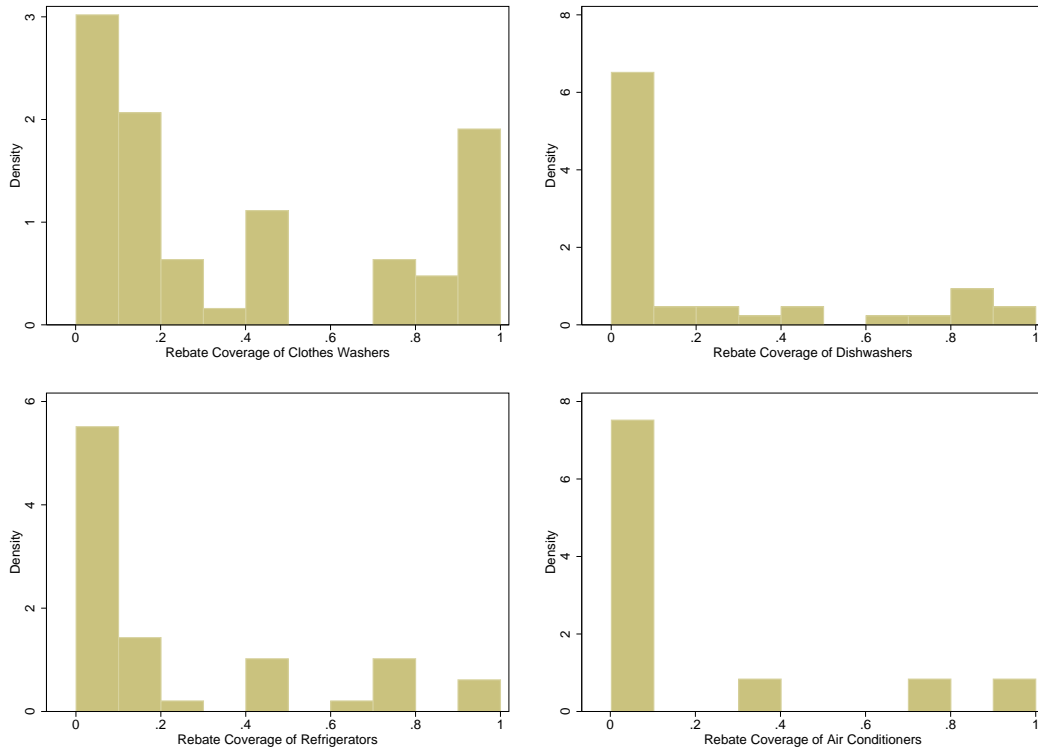 3
2
1
0
Density
0 .2 .4 .6 .8 1
Rebate Coverage of Clothes Washers
8
6
4
2
0
Density
0 .2 .4 .6 .8 1
Rebate Coverage of Dishwashers
6
4
2
0
Density
0 .2 .4 .6 .8 1
Rebate Coverage of Refrigerators
8
6
4
2
0
Density
0 .2 .4 .6 .8 1
Rebate Coverage of Air Conditioners